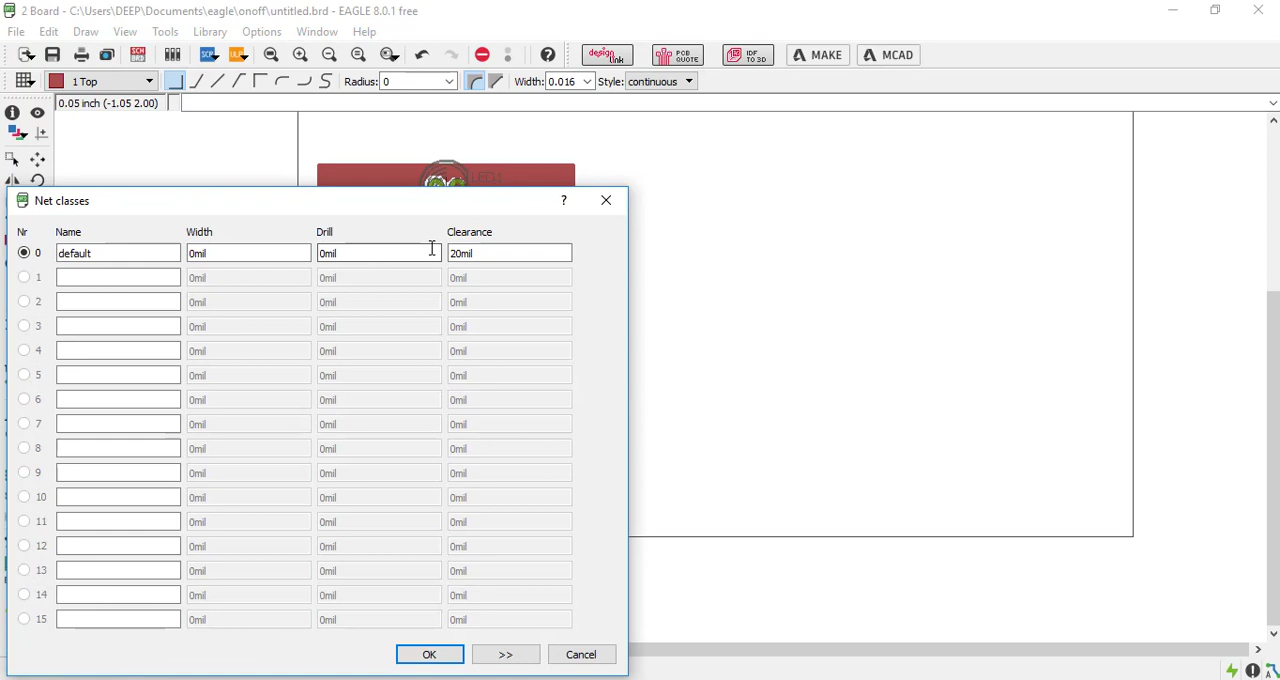 2 Board - C:\Users\DEEP\Documents\eagle\onoff\untitled.brd - EAGLE 8.0.1 free
File Edit Draw View Tools Library Options Window Help
SCH BRD SCR ULP design link PCB QUOTE IDF TO 3D MAKE MCAD
1 Top Radius: 0 Width: 0.016 Style: continuous
0.05 inch (-1.05 2.00)
LED1
Net classes ?
Nr Name Width Drill Clearance
0 default 0mil 0mil 20mil
1 0mil 0mil 0mil
2 0mil 0mil 0mil
3 0mil 0mil 0mil
4 0mil 0mil 0mil
5 0mil 0mil 0mil
6 0mil 0mil 0mil
7 0mil 0mil 0mil
8 0mil 0mil 0mil
9 0mil 0mil 0mil
10 0mil 0mil 0mil
11 0mil 0mil 0mil
12 0mil 0mil 0mil
13 0mil 0mil 0mil
14 0mil 0mil 0mil
15 0mil 0mil 0mil
OK >> Cancel